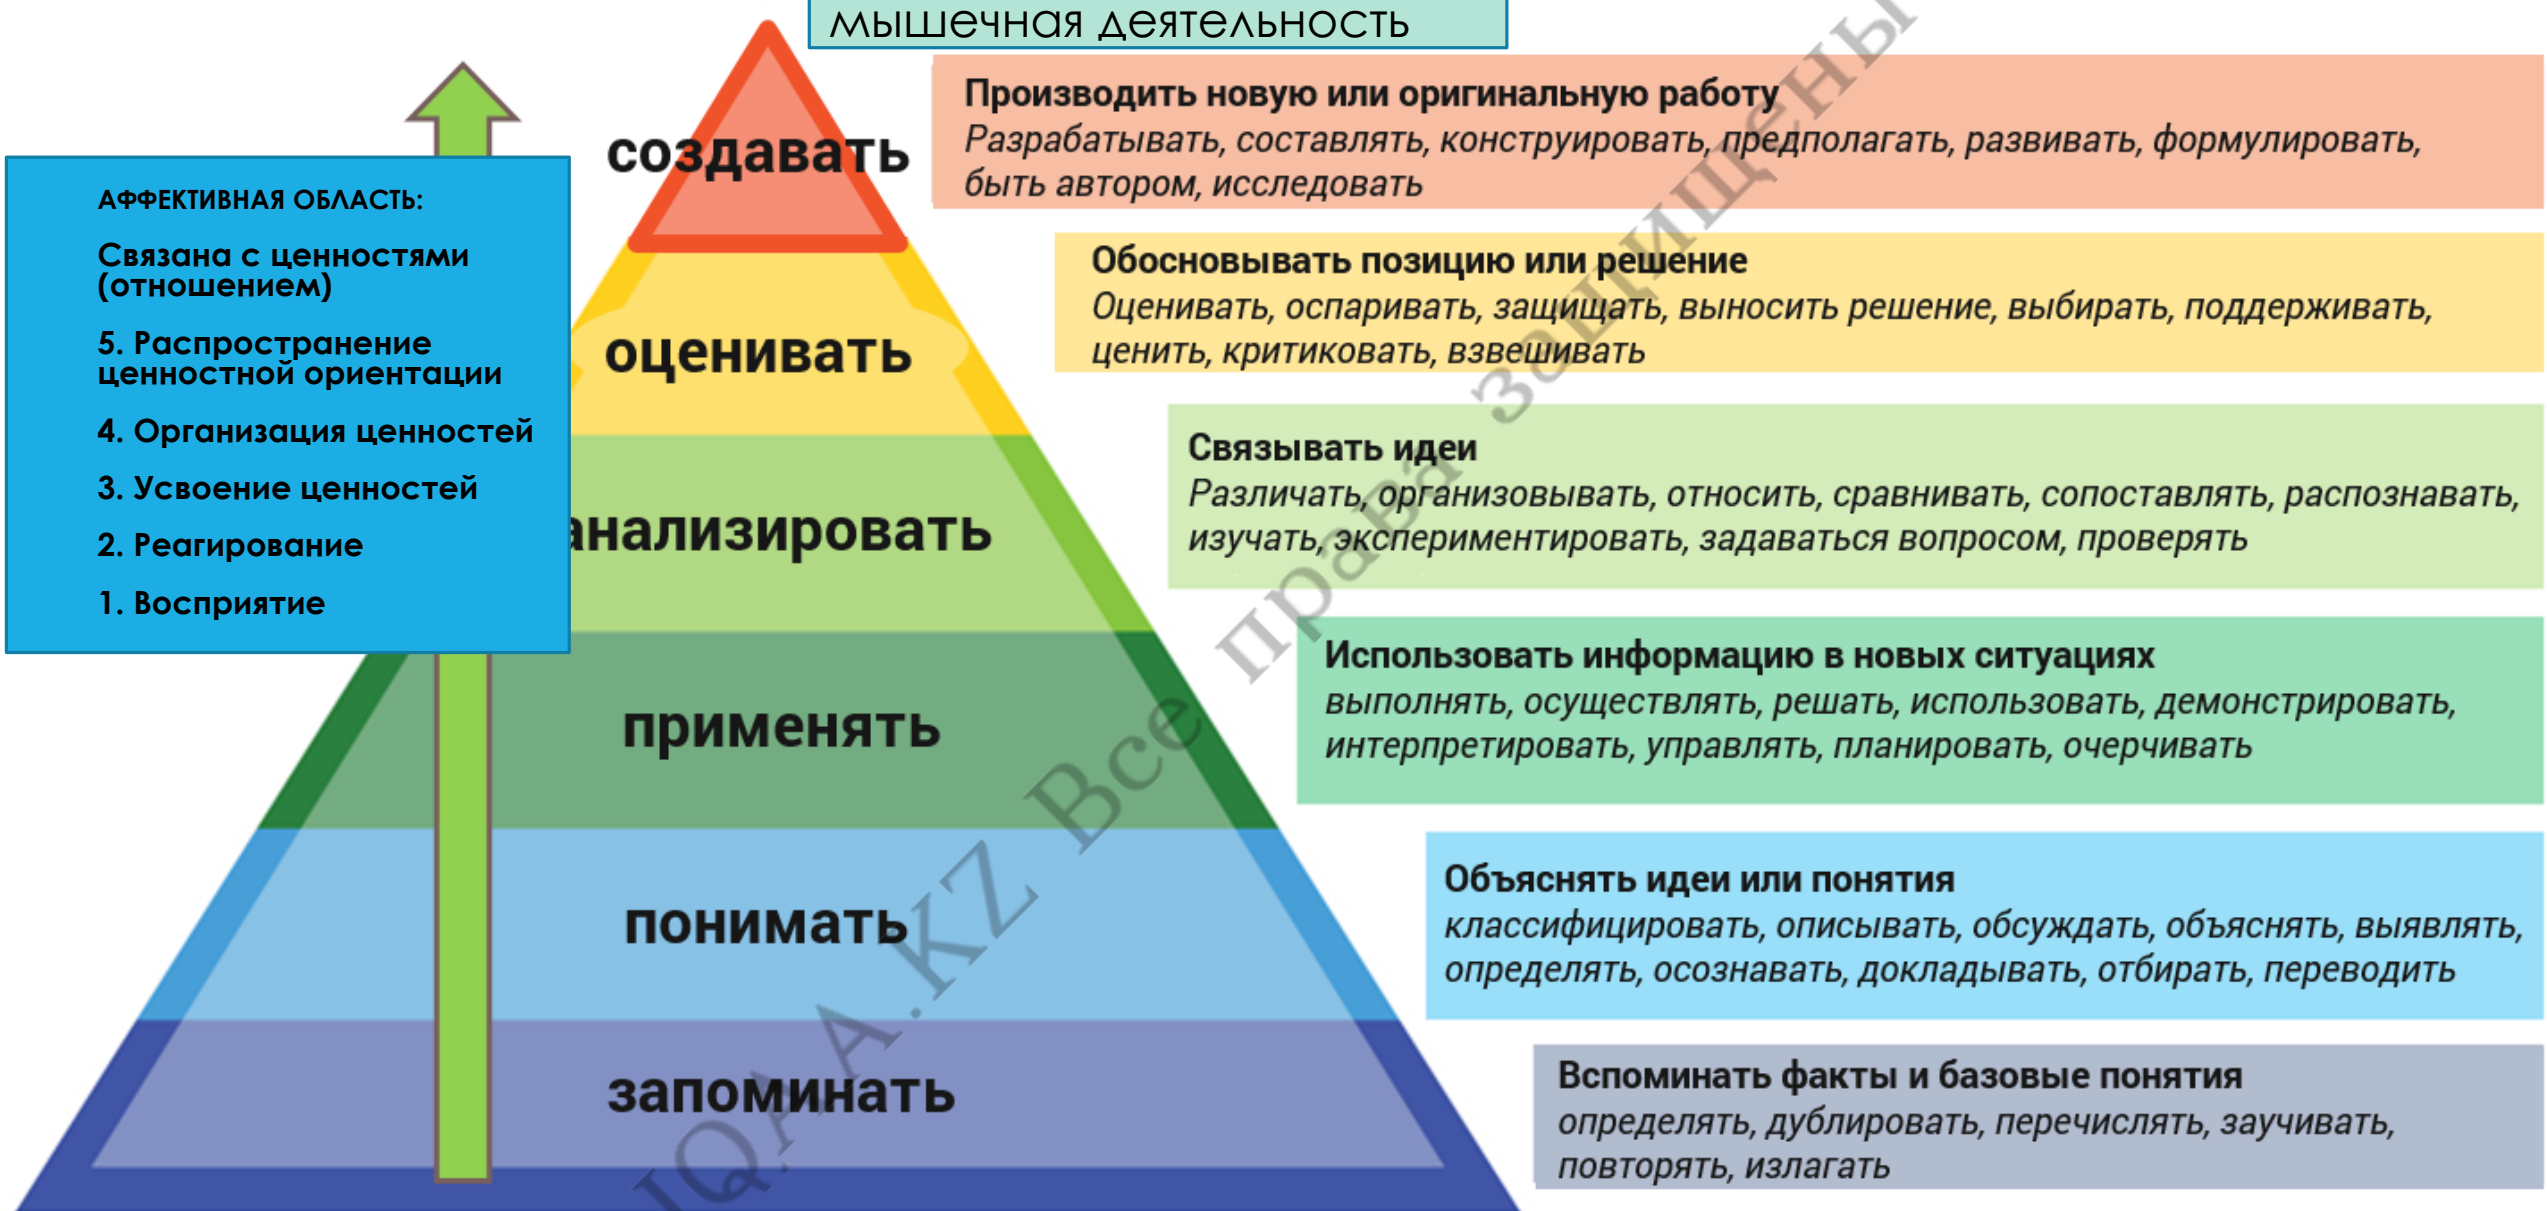 мышечная деятельность
создавать
Производить новую или оригинальную работу
Разрабатывать, составлять, конструировать, предполагать, развивать, формулировать,
быть автором, исследовать
АФФЕКТИВНАЯ ОБЛАСТЬ:
Связана с ценностями
(отношением)
5. Распространение
ценностной ориентации
4. Организация ценностей
3. Усвоение ценностей
2. Реагирование
1. Восприятие
оценивать
Обосновывать позицию или решение
Оценивать, оспаривать, защищать, выносить решение, выбирать, поддерживать,
ценить, критиковать, взвешивать
анализировать
Связывать идеи
Различать, организовывать, относить, сравнивать, сопоставлять, распознавать,
изучать, экспериментировать, задаваться вопросом, проверять
применять
Использовать информацию в новых ситуациях
выполнять, осуществлять, решать, использовать, демонстрировать,
интерпретировать, управлять, планировать, очерчивать
понимать
Объяснять идеи или понятия
классифицировать, описывать, обсуждать, объяснять, выявлять,
определять, осознавать, докладывать, отбирать, переводить
запоминать
Вспоминать факты и базовые понятия
определять, дублировать, перечислять, заучивать,
повторять, излагать
IQAA.KZ Все права защищены